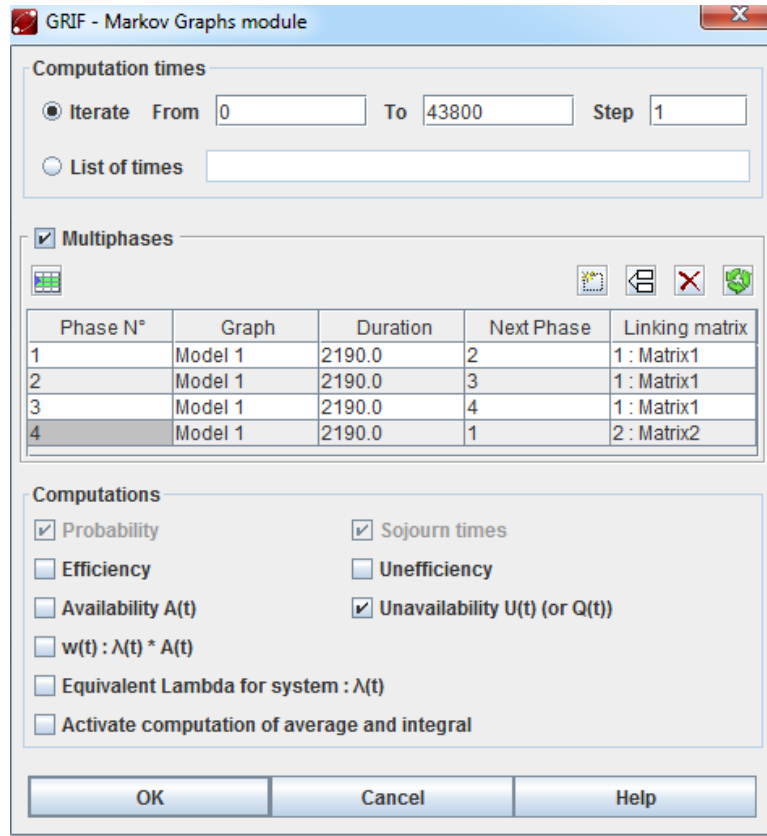 GRIF - Markov Graphs module
Computation times
Iterate From 0 To 43800 Step 1
List of times
Multiphases
Phase N° Graph Duration Next Phase Linking matrix
1 Model 1 2190.0 2 1 : Matrix1
2 Model 1 2190.0 3 1 : Matrix1
3 Model 1 2190.0 4 1 : Matrix1
4 Model 1 2190.0 1 2 : Matrix2
Computations
Probability Sojourn times
Efficiency Unefficiency
Availability A(t) Unavailability U(t) (or Q(t))
w(t) : Λ(t) * A(t)
Equivalent Lambda for system : Λ(t)
Activate computation of average and integral
OK Cancel Help